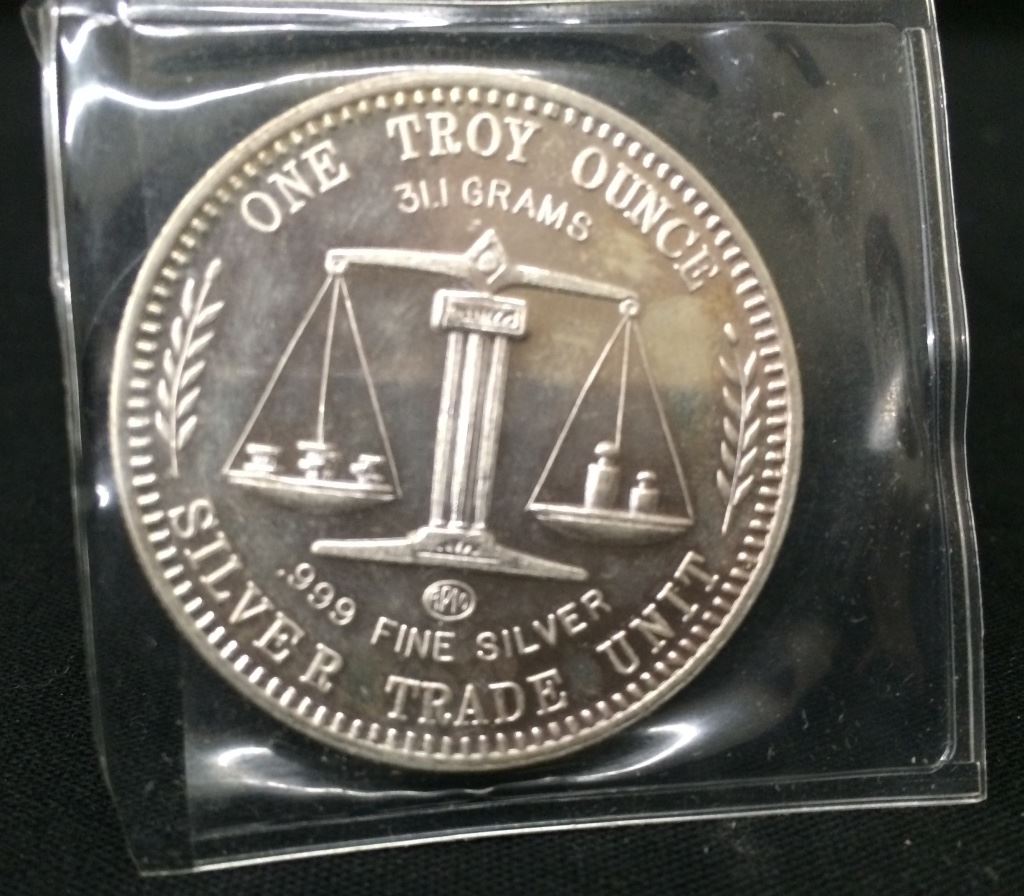 ONE TROY OUNCE
31.1 GRAMS
.999 FINE SILVER
SILVER TRADE UNIT